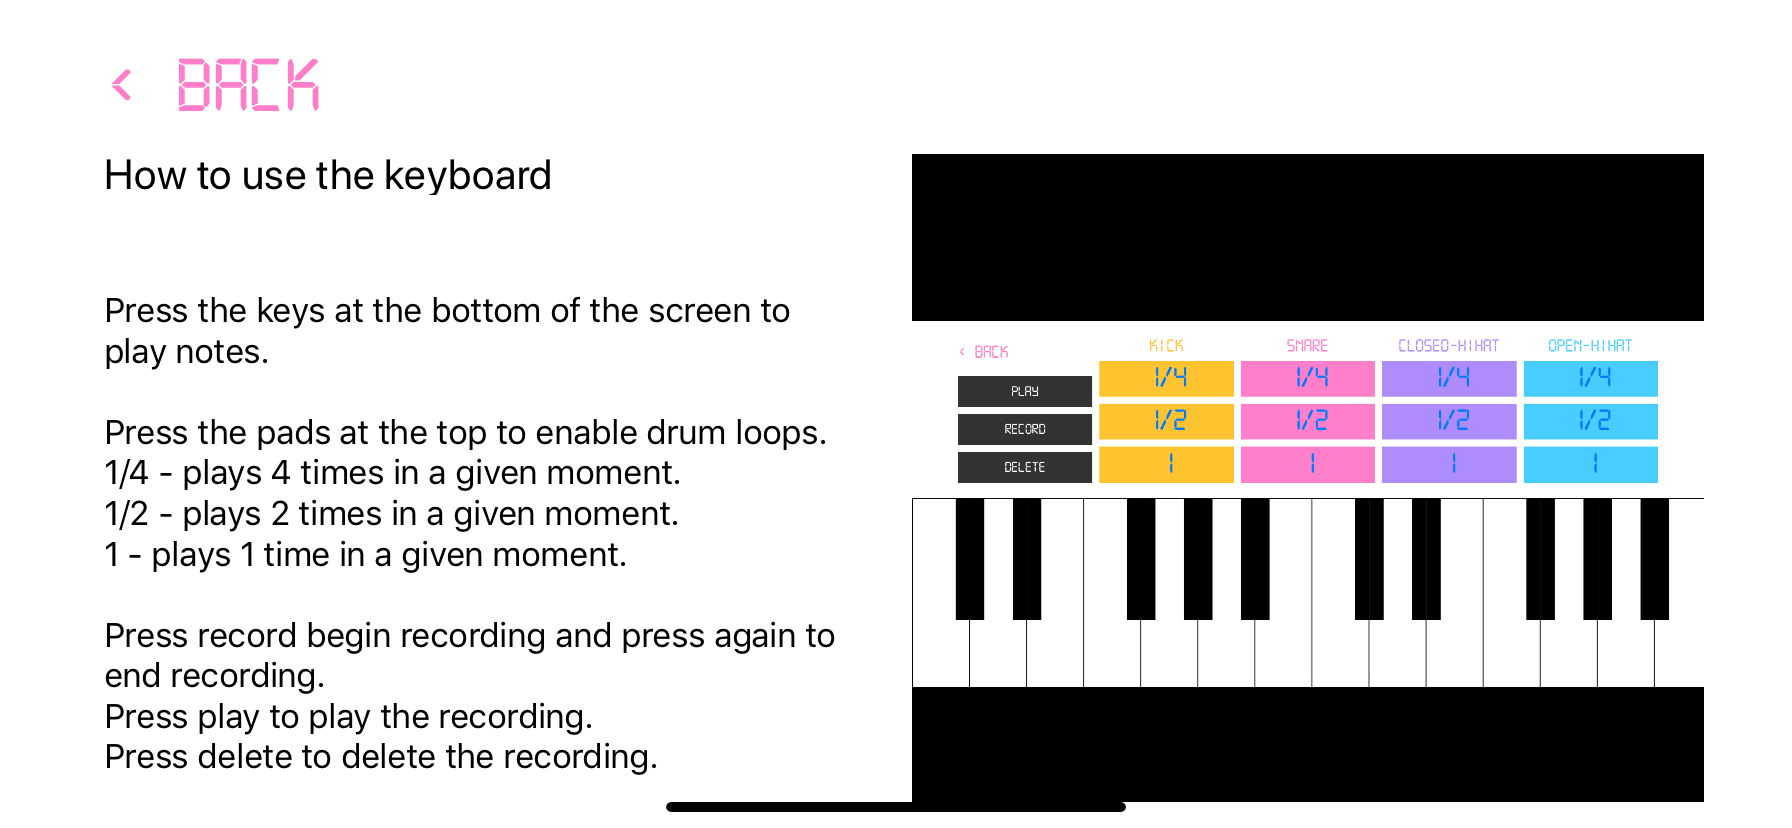 < BACK
How to use the keyboard
Press the keys at the bottom of the screen to
play notes.
Press the pads at the top to enable drum loops.
1/4 - plays 4 times in a given moment.
1/2 - plays 2 times in a given moment.
1 - plays 1 time in a given moment.
Press record begin recording and press again to
end recording.
Press play to play the recording.
Press delete to delete the recording.
< BACK
PLAY
RECORD
DELETE
KICK SNARE CLOSED-HIHAT OPEN-HIHAT
1/4 1/4 1/4 1/4
1/2 1/2 1/2 1/2
1 1 1 1